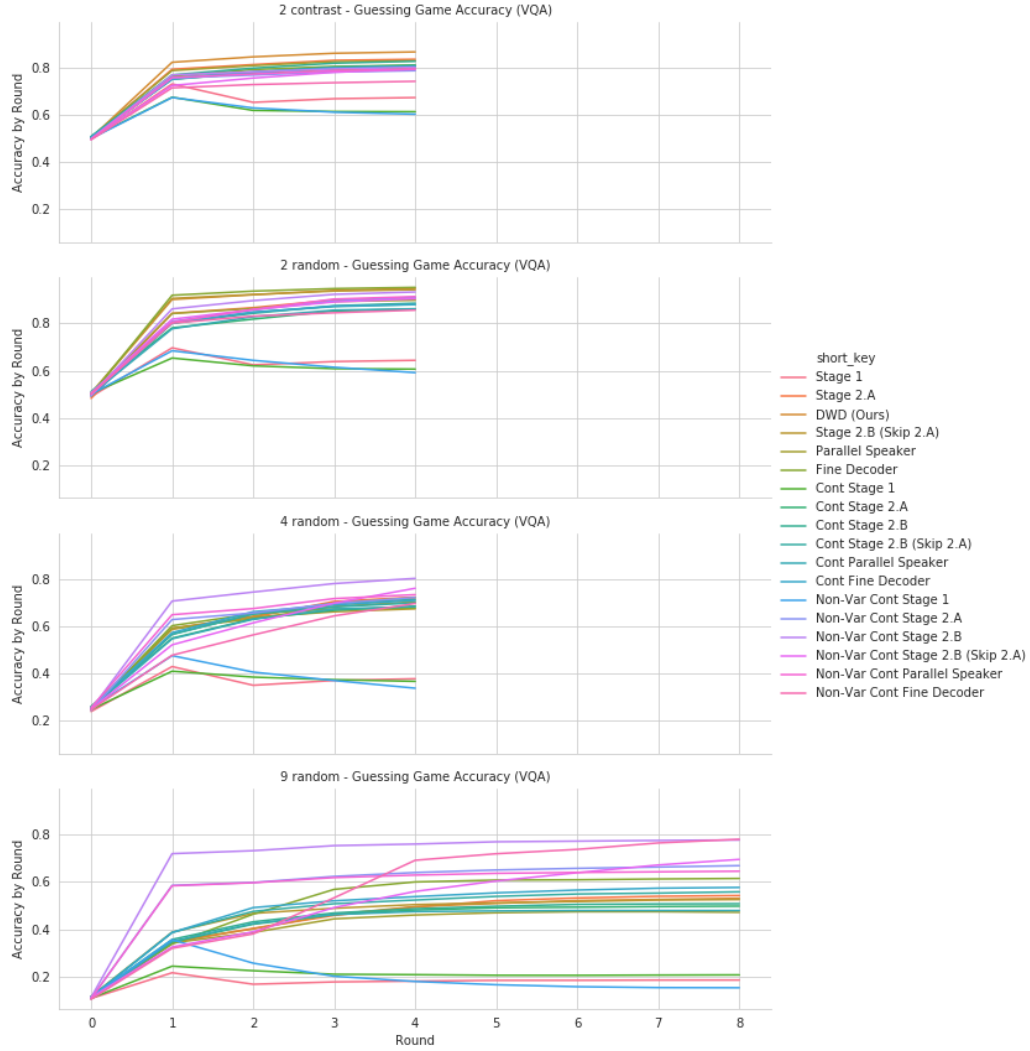 2 contrast - Guessing Game Accuracy (VQA)
Accuracy by Round
0.8
0.6
0.4
0.2
2 random - Guessing Game Accuracy (VQA)
Accuracy by Round
0.8
0.6
0.4
0.2
4 random - Guessing Game Accuracy (VQA)
Accuracy by Round
0.8
0.6
0.4
0.2
9 random - Guessing Game Accuracy (VQA)
Accuracy by Round
0.8
0.6
0.4
0.2
0 1 2 3 4 5 6 7 8
Round
short_key
Stage 1
Stage 2.A
DWD (Ours)
Stage 2.B (Skip 2.A)
Parallel Speaker
Fine Decoder
Cont Stage 1
Cont Stage 2.A
Cont Stage 2.B
Cont Stage 2.B (Skip 2.A)
Cont Parallel Speaker
Cont Fine Decoder
Non-Var Cont Stage 1
Non-Var Cont Stage 2.A
Non-Var Cont Stage 2.B
Non-Var Cont Stage 2.B (Skip 2.A)
Non-Var Cont Parallel Speaker
Non-Var Cont Fine Decoder